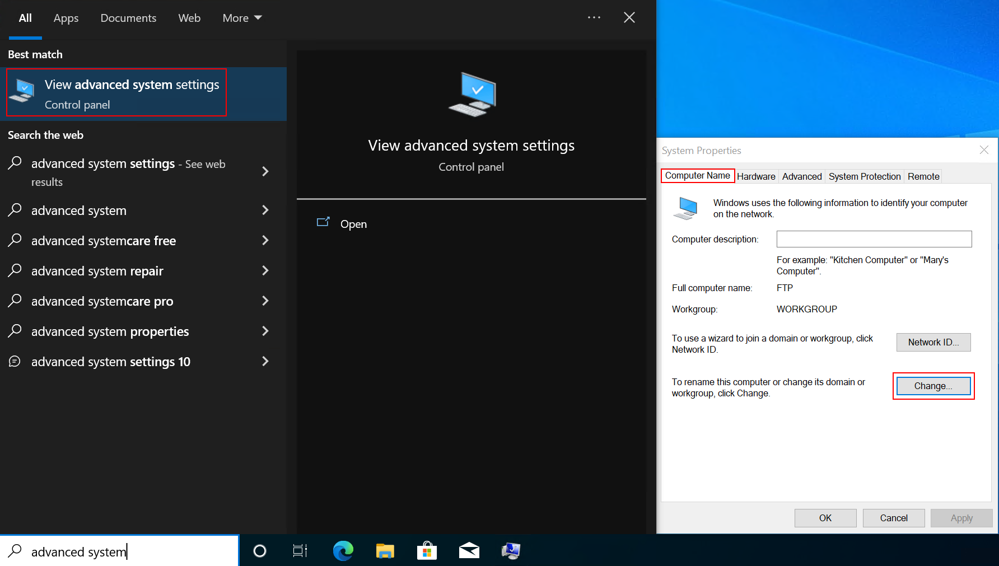 All
Apps
Documents
Web
More
Best match
View advanced system settings
Control panel
Search the web
advanced system settings - See web
results
advanced system
advanced systemcare free
advanced system repair
advanced systemcare pro
advanced system properties
advanced system settings 10
View advanced system settings
Control panel
Open
System Properties
Computer Name
Hardware
Advanced
System Protection
Remote
Windows uses the following information to identify your computer
on the network.
Computer description:
For example: "Kitchen Computer" or "Mary's
Computer".
Full computer name:
FTP
Workgroup:
WORKGROUP
To use a wizard to join a domain or workgroup, click
Network ID.
Network ID...
To rename this computer or change its domain or
workgroup, click Change.
Change...
OK
Cancel
Apply
advanced system